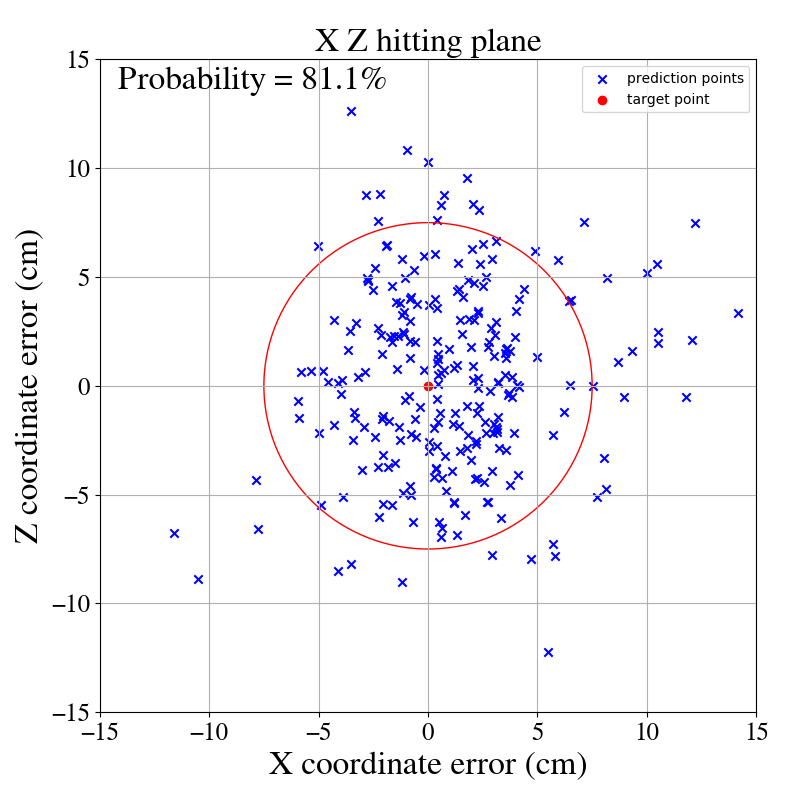 X Z hitting plane
Probability = 81.1%
prediction points
target point
Z coordinate error (cm)
15
10
5
0
−5
−10
−15
−15 −10 −5 0 5 10 15
X coordinate error (cm)